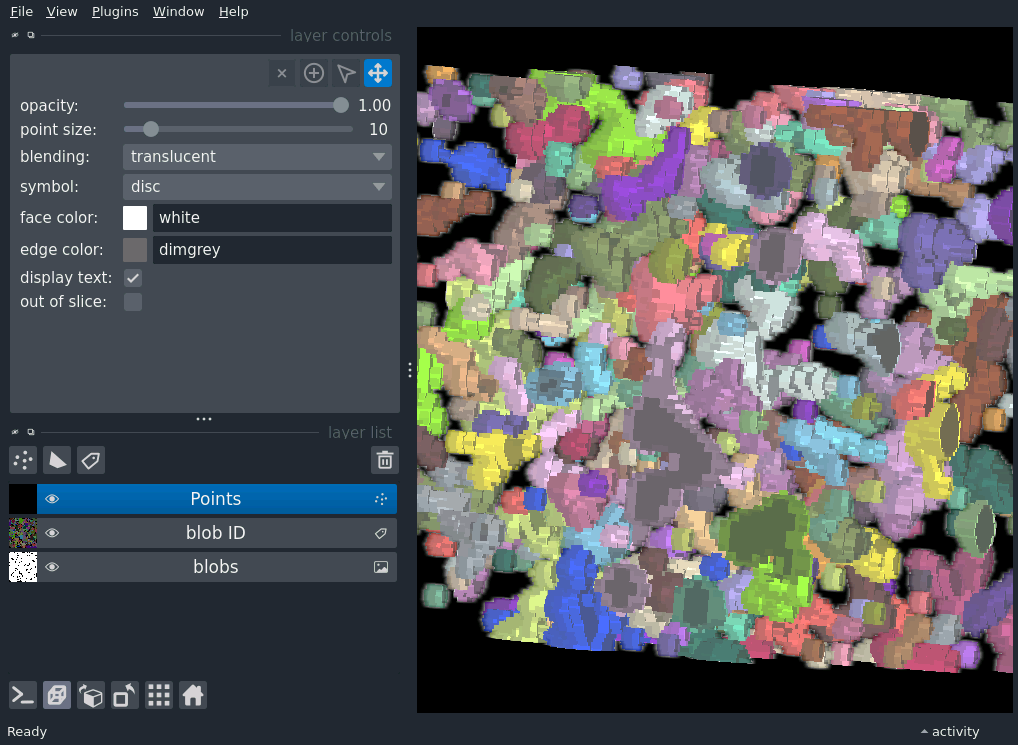 File View Plugins Window Help
layer controls
opacity: 1.00
point size: 10
blending: translucent
symbol: disc
face color: white
edge color: dimgrey
display text:
out of slice:
layer list
Points
blob ID
blobs
Ready activity